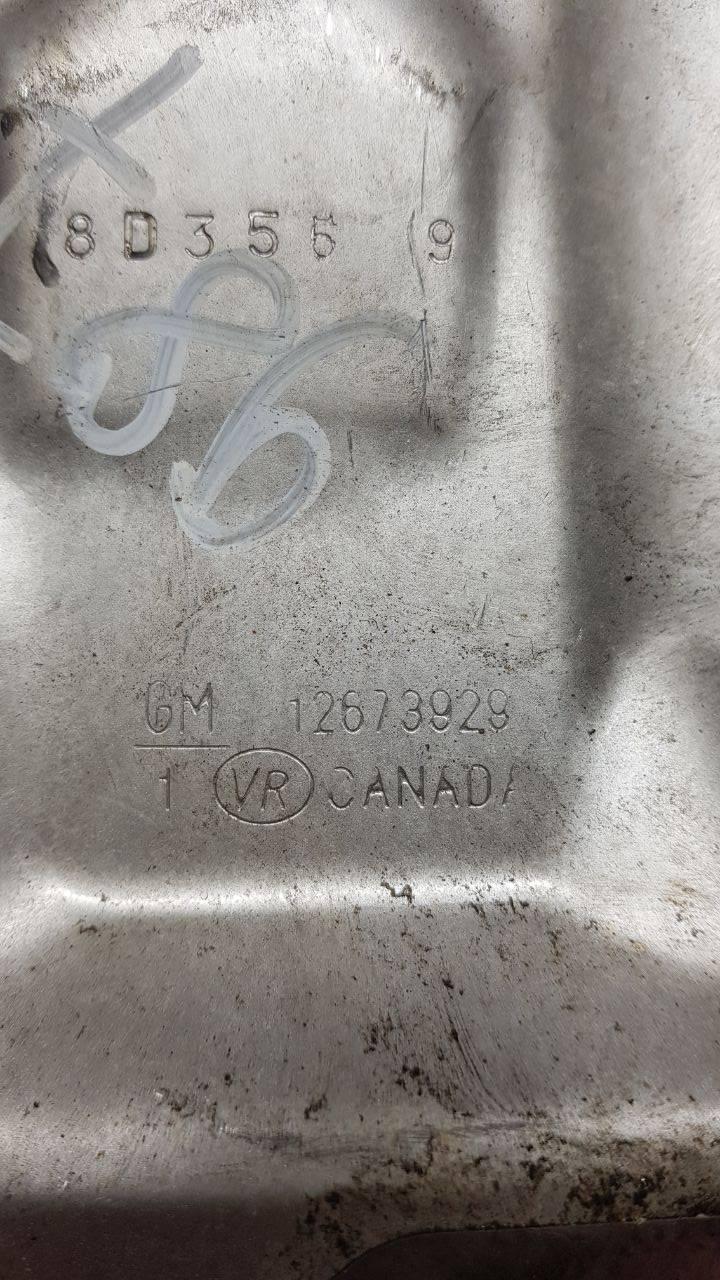 8D356 9
86
GM 12673929
1 VR CANADA